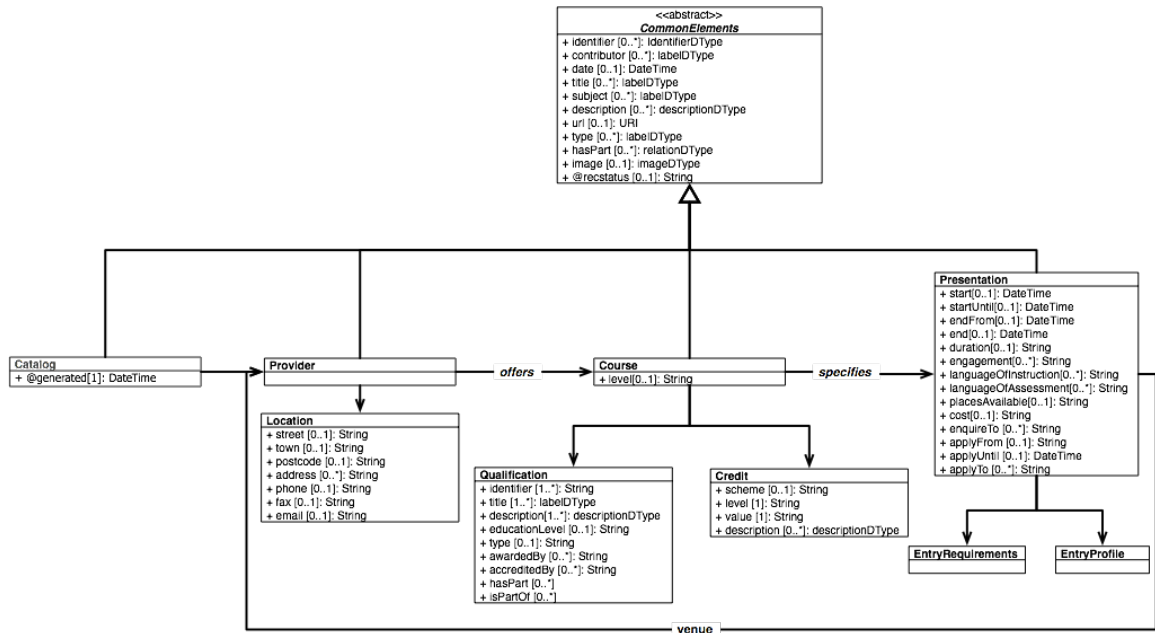 <<abstract>>
CommonElements
+ identifier [0..*]: IdentifierDType
+ contributor [0..*]: labelDType
+ date [0..1]: DateTime
+ title [0..*]: labelDType
+ subject [0..*]: labelDType
+ description [0..*]: descriptionDType
+ url [0..1]: URI
+ type [0..*]: labelDType
+ hasPart [0..*]: relationDType
+ image [0..1]: imageDType
+ @recstatus [0..1]: String
Catalog
+ @generated[1]: DateTime
Provider
offers
Course
+ level[0..1]: String
specifies
Presentation
+ start[0..1]: DateTime
+ startUntil[0..1]: DateTime
+ endFrom[0..1]: DateTime
+ end[0..1]: DateTime
+ duration[0..1]: String
+ engagement[0..*]: String
+ languageOfInstruction[0..*]: String
+ languageOfAssessment[0..*]: String
+ placesAvailable[0..1]: String
+ cost[0..1]: String
+ enquireTo [0..*]: String
+ applyFrom [0..1]: String
+ applyUntil [0..1]: DateTime
+ applyTo [0..*]: String
Location
+ street [0..1]: String
+ town [0..1]: String
+ postcode [0..1]: String
+ address [0..*]: String
+ phone [0..1]: String
+ fax [0..1]: String
+ email [0..1]: String
Qualification
+ identifier [1..*]: String
+ title [1..*]: labelDType
+ description[1..*]: descriptionDType
+ educationLevel [0..1]: String
+ type [0..1]: String
+ awardedBy [0..*]: String
+ accreditedBy [0..*]: String
+ hasPart [0..*]
+ isPartOf [0..*]
Credit
+ scheme [0..1]: String
+ level [1]: String
+ value [1]: String
+ description [0..*]: descriptionDType
EntryRequirements
EntryProfile
venue